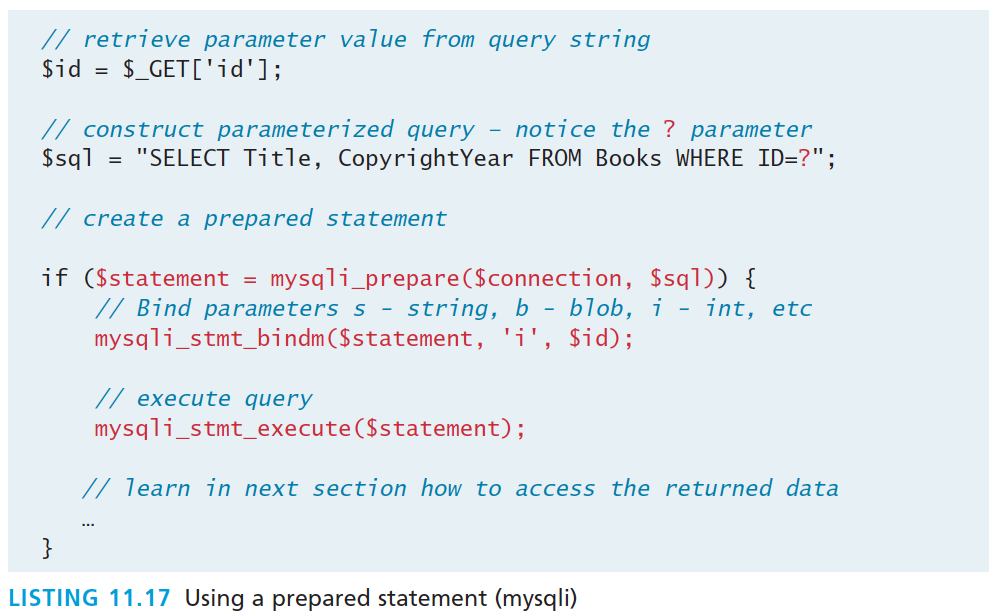 // retrieve parameter value from query string
$id = $_GET['id'];
// construct parameterized query – notice the ? parameter
$sql = "SELECT Title, CopyrightYear FROM Books WHERE ID=?";
// create a prepared statement
if ($statement = mysqli_prepare($connection, $sql)) {
// Bind parameters s - string, b - blob, i - int, etc
mysqli_stmt_bindm($statement, 'i', $id);
// execute query
mysqli_stmt_execute($statement);
// learn in next section how to access the returned data
…
}
LISTING 11.17 Using a prepared statement (mysqli)